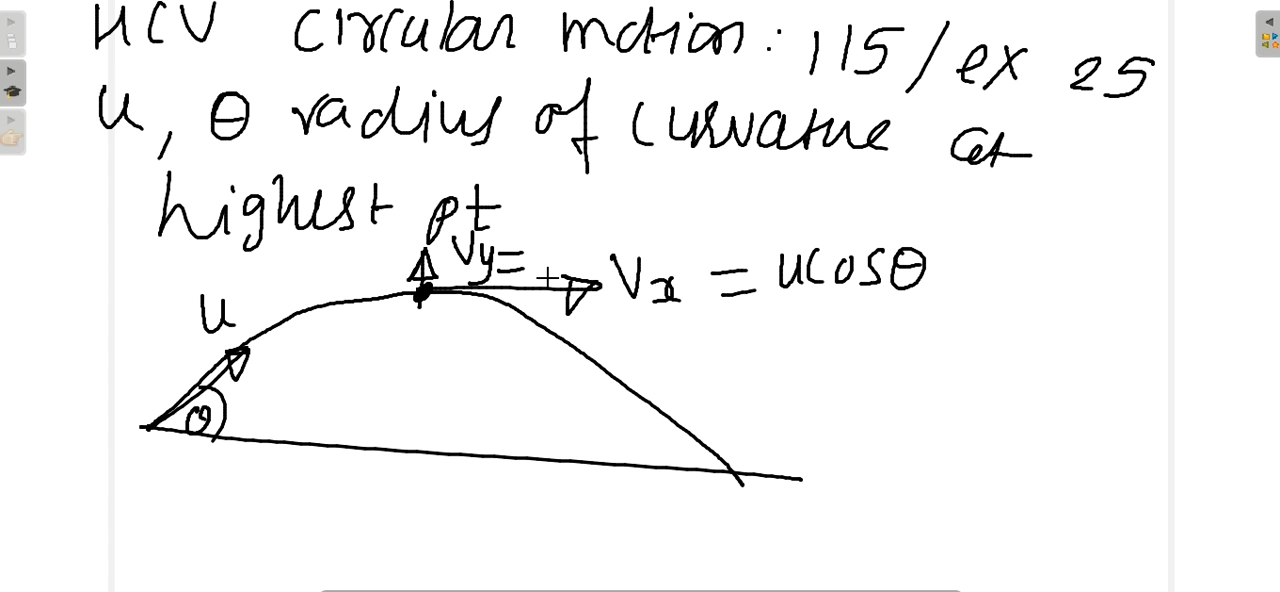 HCV circular motion: 115/ex 25
u, θ radius of curvature at
highest pt
Vy=
Vx = ucosθ
u
θ